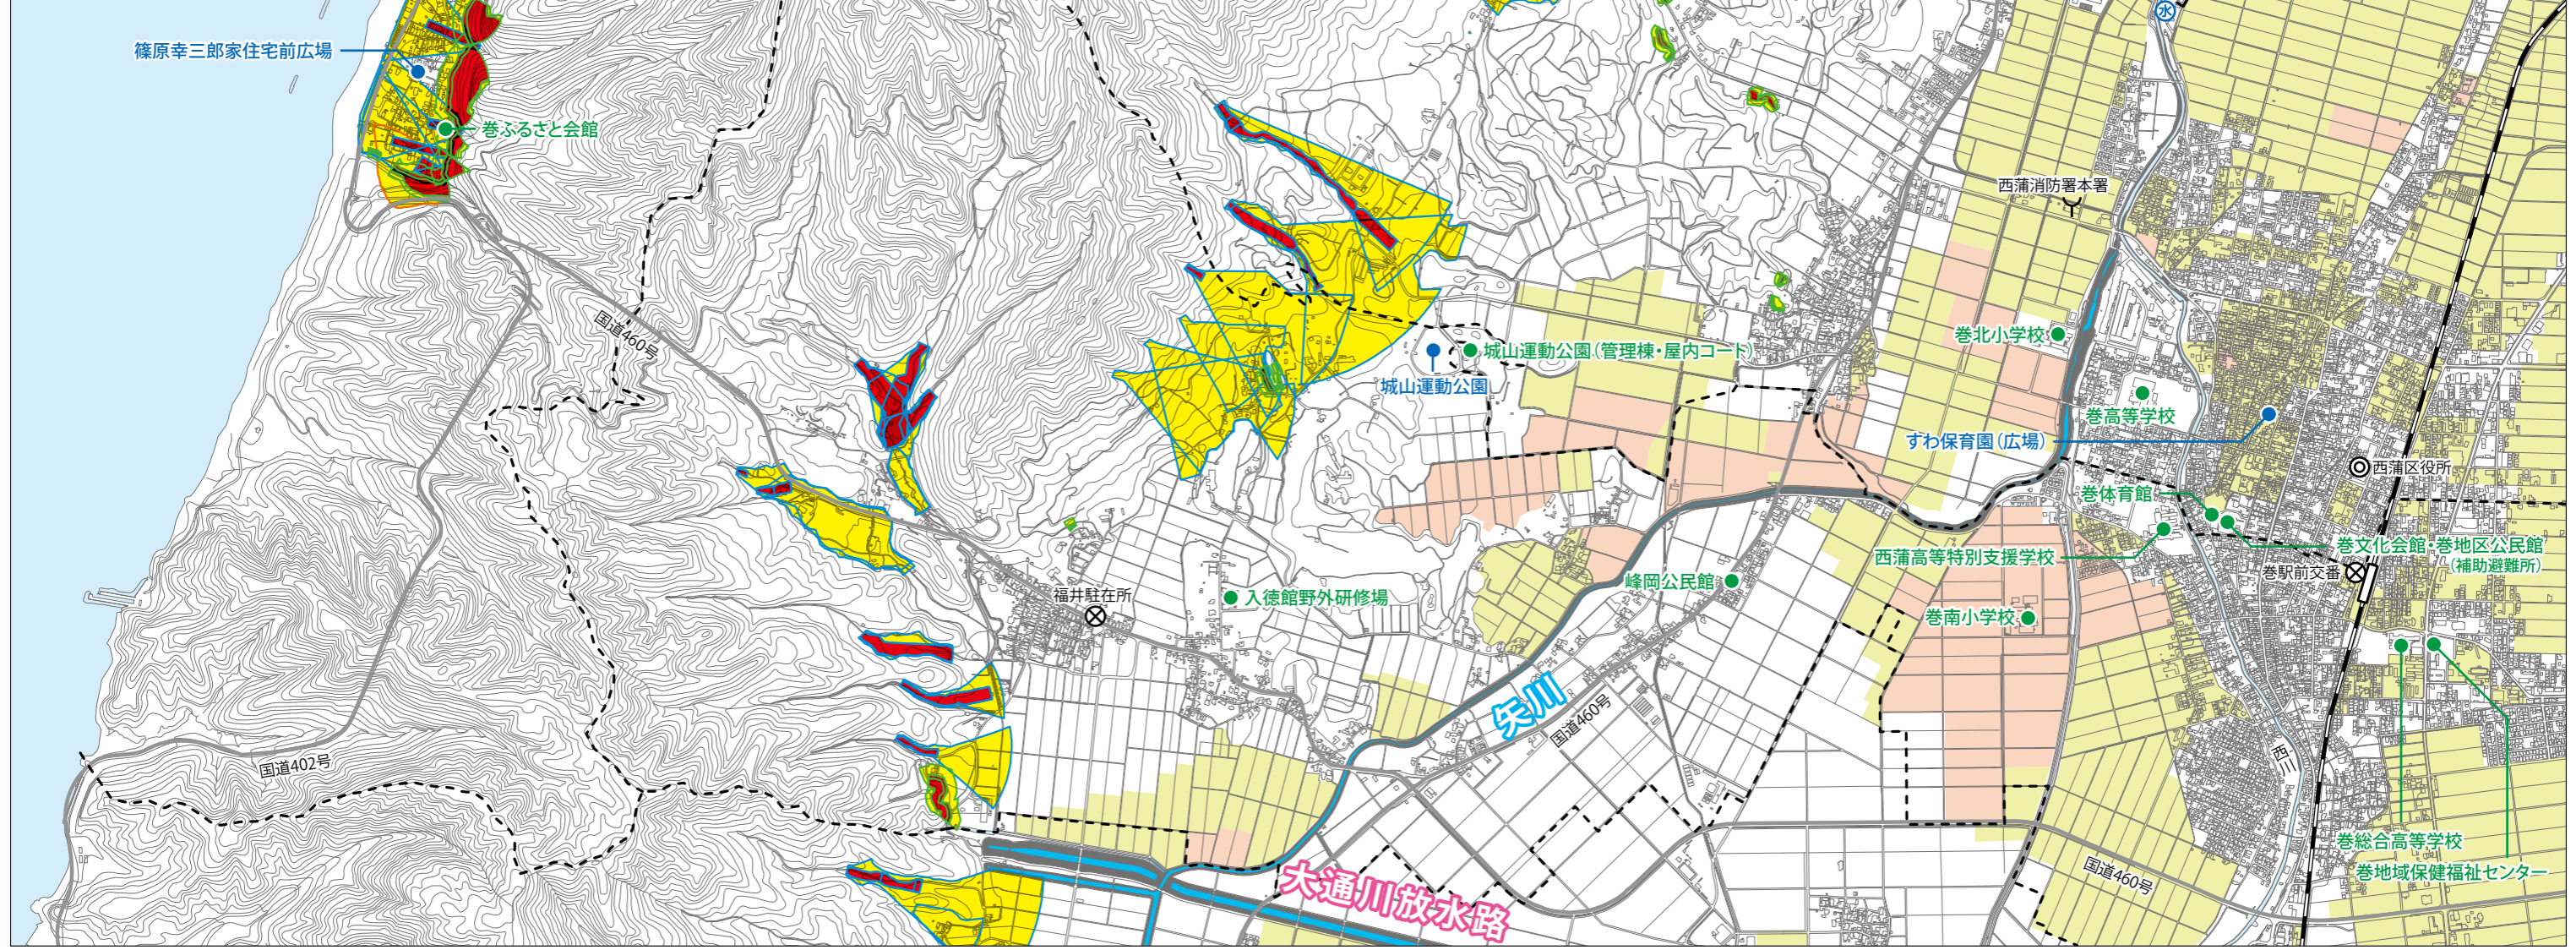 水
篠原幸三郎家住宅前広場
巻ふるさと会館
西蒲消防署本署
国道460号
巻北小学校
城山運動公園(管理棟・屋内コート)
城山運動公園
巻高等学校
すわ保育園(広場)
西蒲区役所
巻体育館
巻文化会館・巻地区公民館
(補助避難所)
西蒲高等特別支援学校
巻駅前交番
峰岡公民館
福井駐在所
入徳館野外研修場
巻南小学校
矢川
国道460号
西川
国道402号
巻総合高等学校
巻地域保健福祉センター
国道460号
大通川放水路